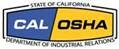 STATE OF CALIFORNIA
CAL OSHA
DEPARTMENT OF INDUSTRIAL RELATIONS